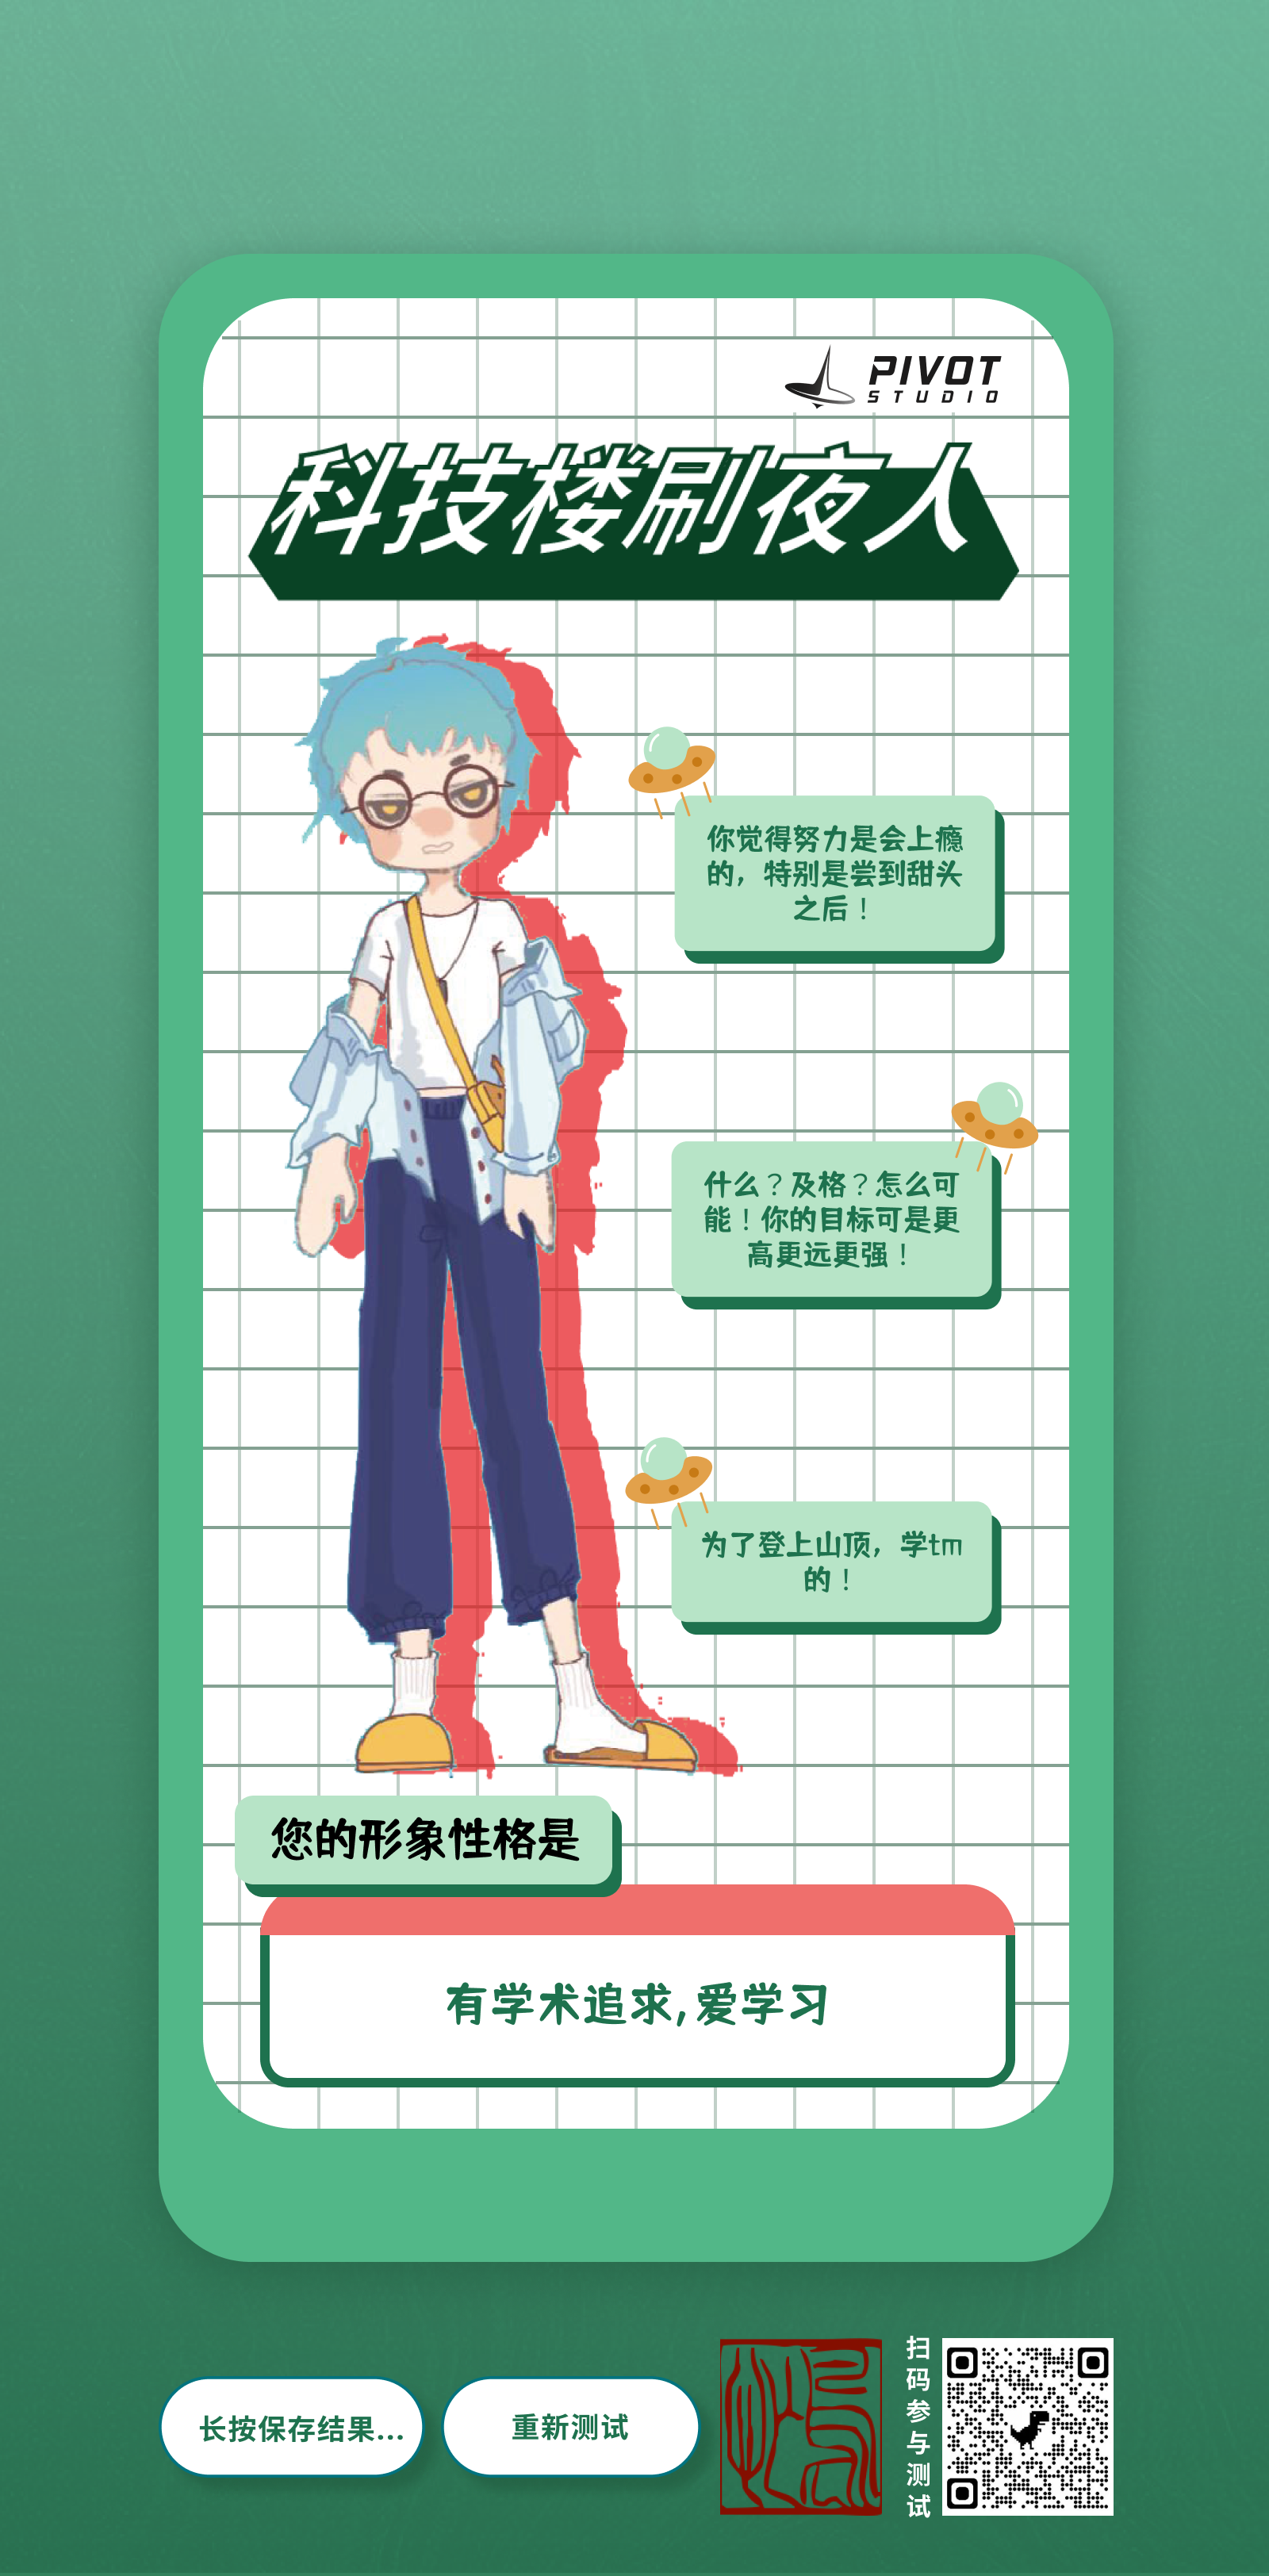 PIVOT
STUDIO
科技楼刷夜人
你觉得努力是会上瘾
的，特别是尝到甜头
之后！
什么？及格？怎么可
能！你的目标可是更
高更远更强！
为了登上山顶，学tm
的！
您的形象性格是
有学术追求,爱学习
长按保存结果...
重新测试
扫码参与测试